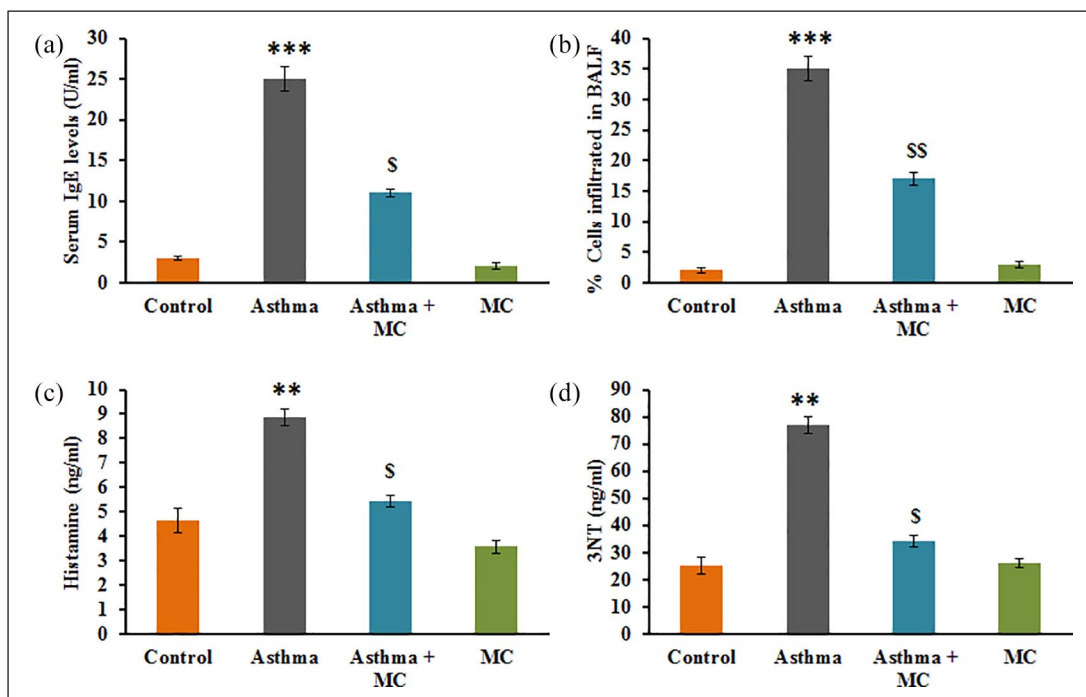 (a)
Serum IgE levels (U/ml)
30
25
20
15
10
5
0
***
$
Control
Asthma
Asthma +
MC
MC
(b)
% Cells infiltrated in BALF
40
35
30
25
20
15
10
5
0
***
$$
Control
Asthma
Asthma +
MC
MC
(c)
Histamine (ng/ml)
10
9
8
7
6
5
4
3
2
1
0
**
$
Control
Asthma
Asthma +
MC
MC
(d)
3NT (ng/ml)
90
80
70
60
50
40
30
20
10
0
**
$
Control
Asthma
Asthma +
MC
MC